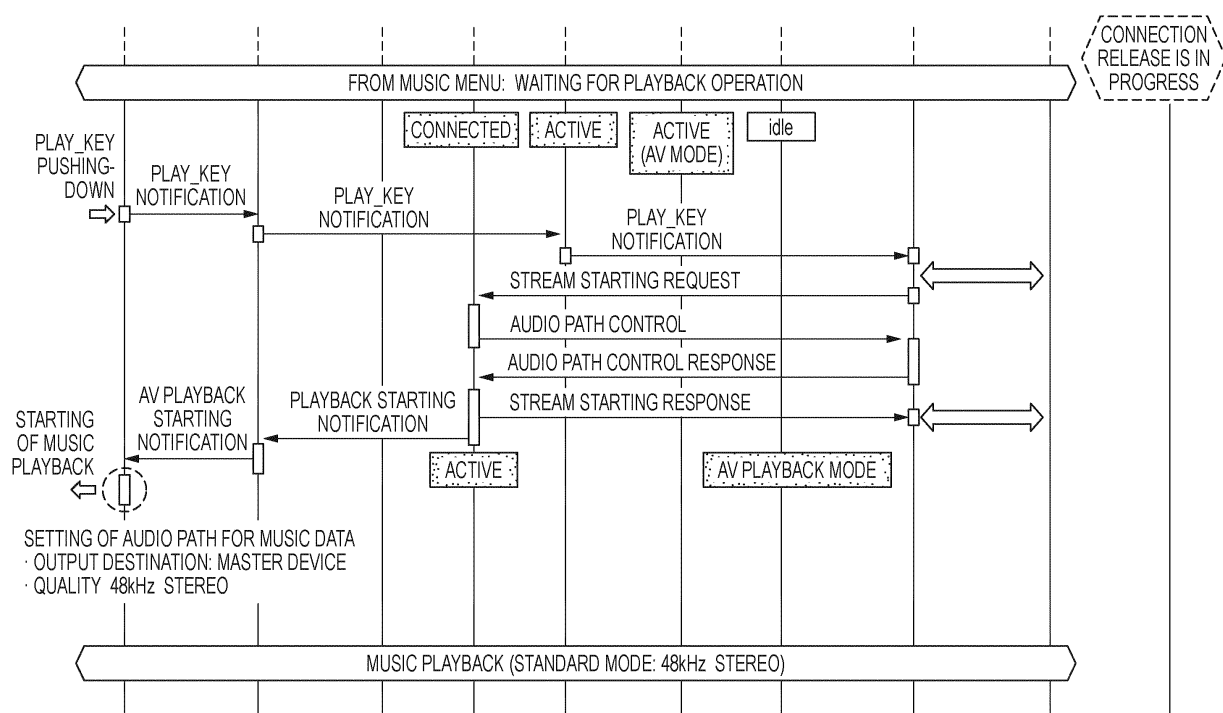 CONNECTION
RELEASE IS IN
PROGRESS
FROM MUSIC MENU: WAITING FOR PLAYBACK OPERATION
CONNECTED
ACTIVE
ACTIVE
(AV MODE)
idle
PLAY_KEY
PUSHING-
DOWN
PLAY_KEY
NOTIFICATION
PLAY_KEY
NOTIFICATION
PLAY_KEY
NOTIFICATION
STREAM STARTING REQUEST
AUDIO PATH CONTROL
AUDIO PATH CONTROL RESPONSE
STARTING
OF MUSIC
PLAYBACK
AV PLAYBACK
STARTING
NOTIFICATION
PLAYBACK STARTING
NOTIFICATION
STREAM STARTING RESPONSE
ACTIVE
AV PLAYBACK MODE
SETTING OF AUDIO PATH FOR MUSIC DATA
· OUTPUT DESTINATION: MASTER DEVICE
· QUALITY 48kHz STEREO
MUSIC PLAYBACK (STANDARD MODE: 48kHz STEREO)